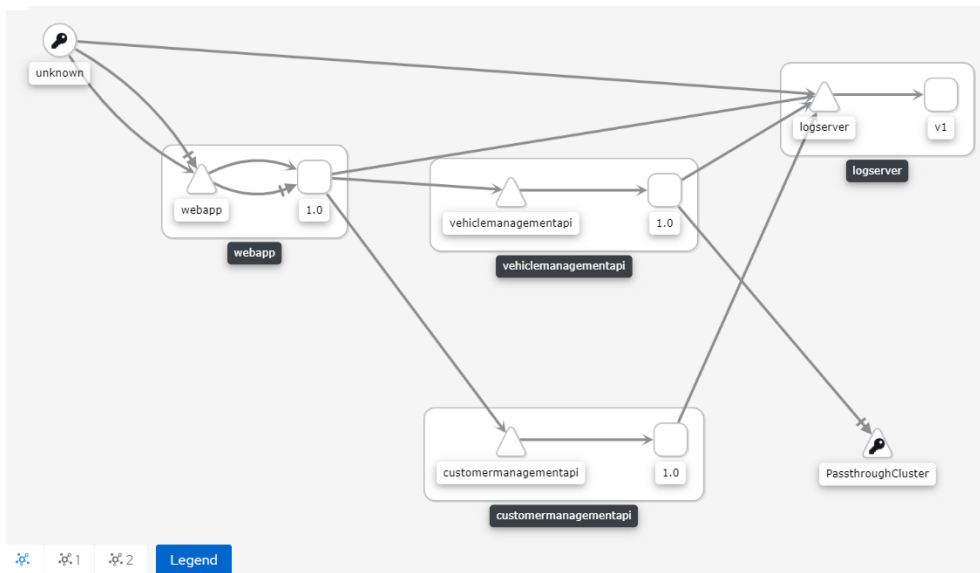 unknown
logserver
v1
logserver
webapp
1.0
webapp
vehiclemanagementapi
1.0
vehiclemanagementapi
customermanagementapi
1.0
customermanagementapi
PassthroughCluster
1
2
Legend